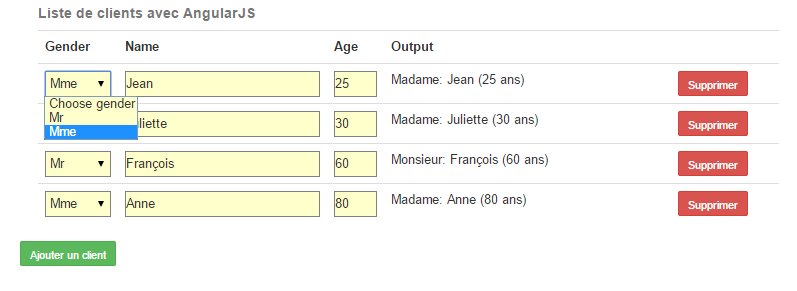 Liste de clients avec AngularJS
Gender Name Age Output
Mme Jean 25 Madame: Jean (25 ans) Supprimer
Choose gender
Mr
Mme
uliette 30 Madame: Juliette (30 ans) Supprimer
Mr François 60 Monsieur: François (60 ans) Supprimer
Mme Anne 80 Madame: Anne (80 ans) Supprimer
Ajouter un client